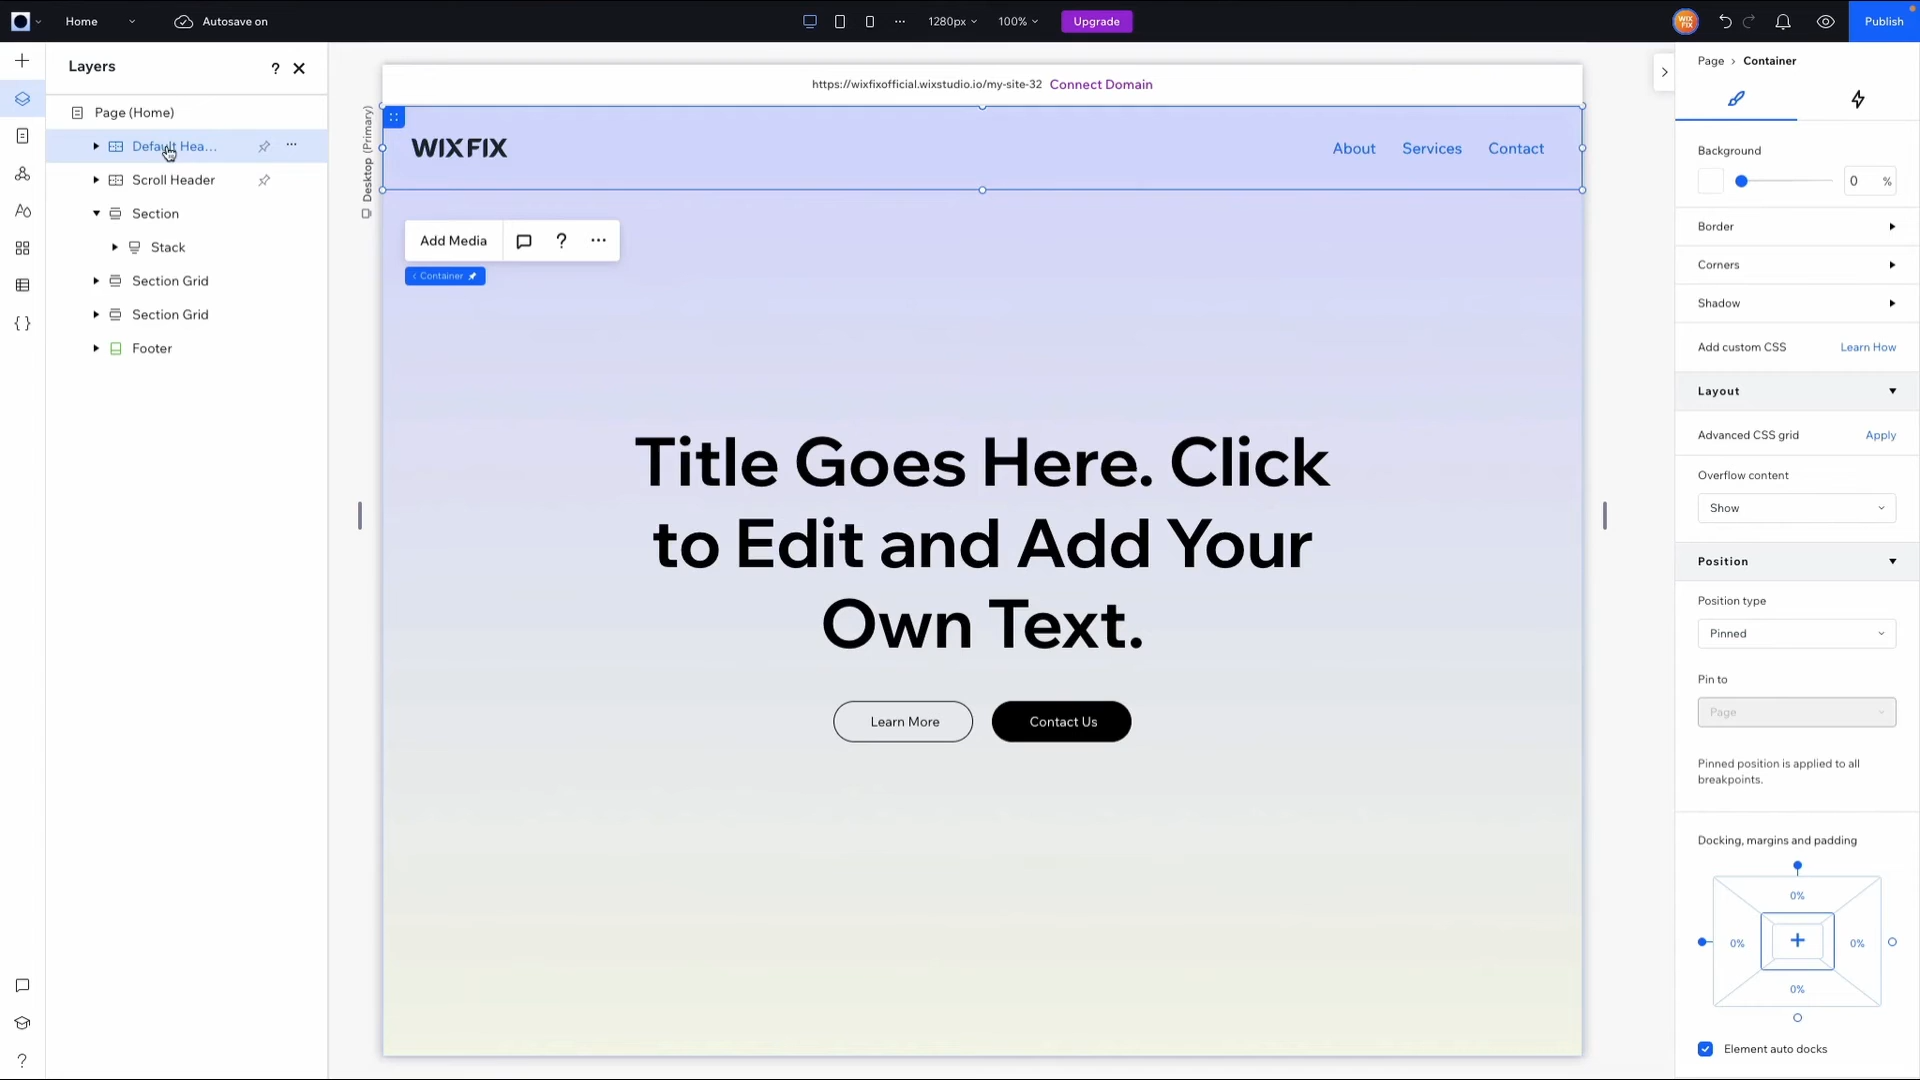 Home
Autosave on
1280px
100%
Upgrade
WIX
FIX
Publish
Layers
?
Page (Home)
Default Hea...
Scroll Header
Section
Stack
Section Grid
Section Grid
Footer
https://wixfixofficial.wixstudio.io/my-site-32 Connect Domain
Desktop (Primary)
WIXFIX
About
Services
Contact
Add Media
?
Container
Title Goes Here. Click
to Edit and Add Your
Own Text.
Learn More
Contact Us
Page > Container
Background
0 %
Border
Corners
Shadow
Add custom CSS
Learn How
Layout
Advanced CSS grid
Apply
Overflow content
Show
Position
Position type
Pinned
Pin to
Page
Pinned position is applied to all
breakpoints.
Docking, margins and padding
0%
0%
0%
0%
Element auto docks
?